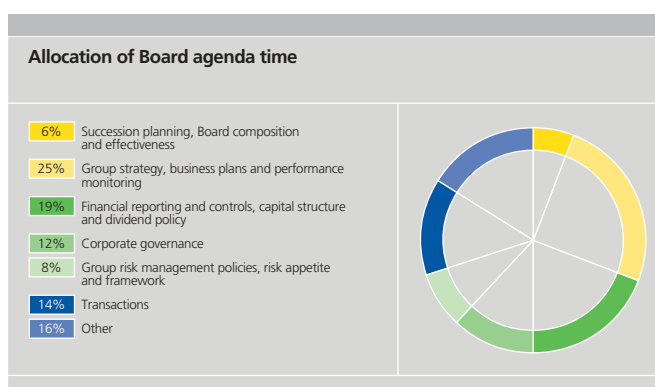 Allocation of Board agenda time
6% Succession planning, Board composition
and effectiveness
25% Group strategy, business plans and performance
monitoring
19% Financial reporting and controls, capital structure
and dividend policy
12% Corporate governance
8% Group risk management policies, risk appetite
and framework
14% Transactions
16% Other